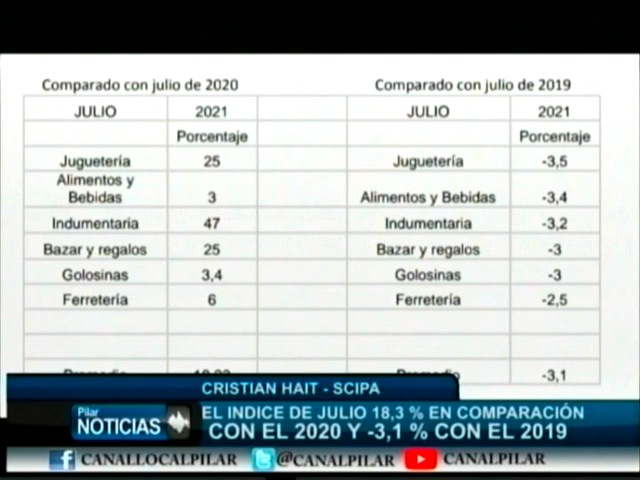 Comparado con julio de 2020
JULIO 2021
Porcentaje
Juguetería 25
Alimentos y
Bebidas 3
Indumentaria 47
Bazar y regalos 25
Golosinas 3,4
Ferretería 6
Comparado con julio de 2019
JULIO 2021
Porcentaje
Juguetería -3,5
Alimentos y Bebidas -3,4
Indumentaria -3,2
Bazar y regalos -3
Golosinas -3
Ferretería -2,5
-3,1
CRISTIAN HAIT - SCIPA
Pilar
NOTICIAS
EL INDICE DE JULIO 18,3 % EN COMPARACIÓN
CON EL 2020 Y -3,1 % CON EL 2019
CANALLOCALPILAR @CANALPILAR CANALPILAR